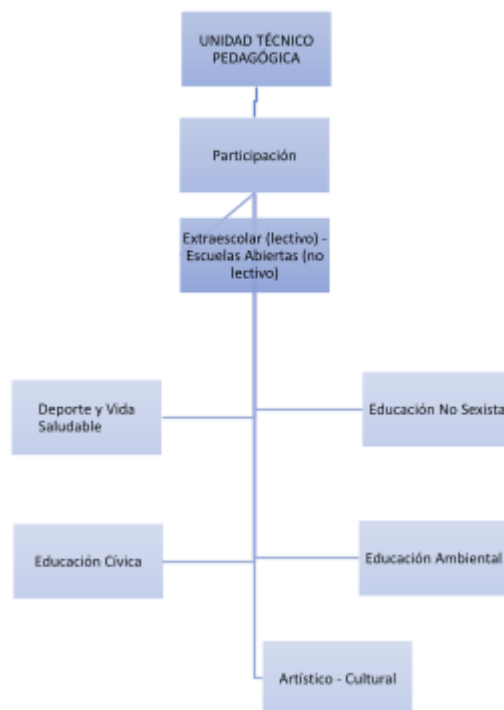 UNIDAD TÉCNICO
PEDAGÓGICA
Participación
Extraescolar (lectivo) -
Escuelas Abiertas (no
lectivo)
Deporte y Vida
Saludable
Educación No Sexista
Educación Cívica
Educación Ambiental
Artístico - Cultural